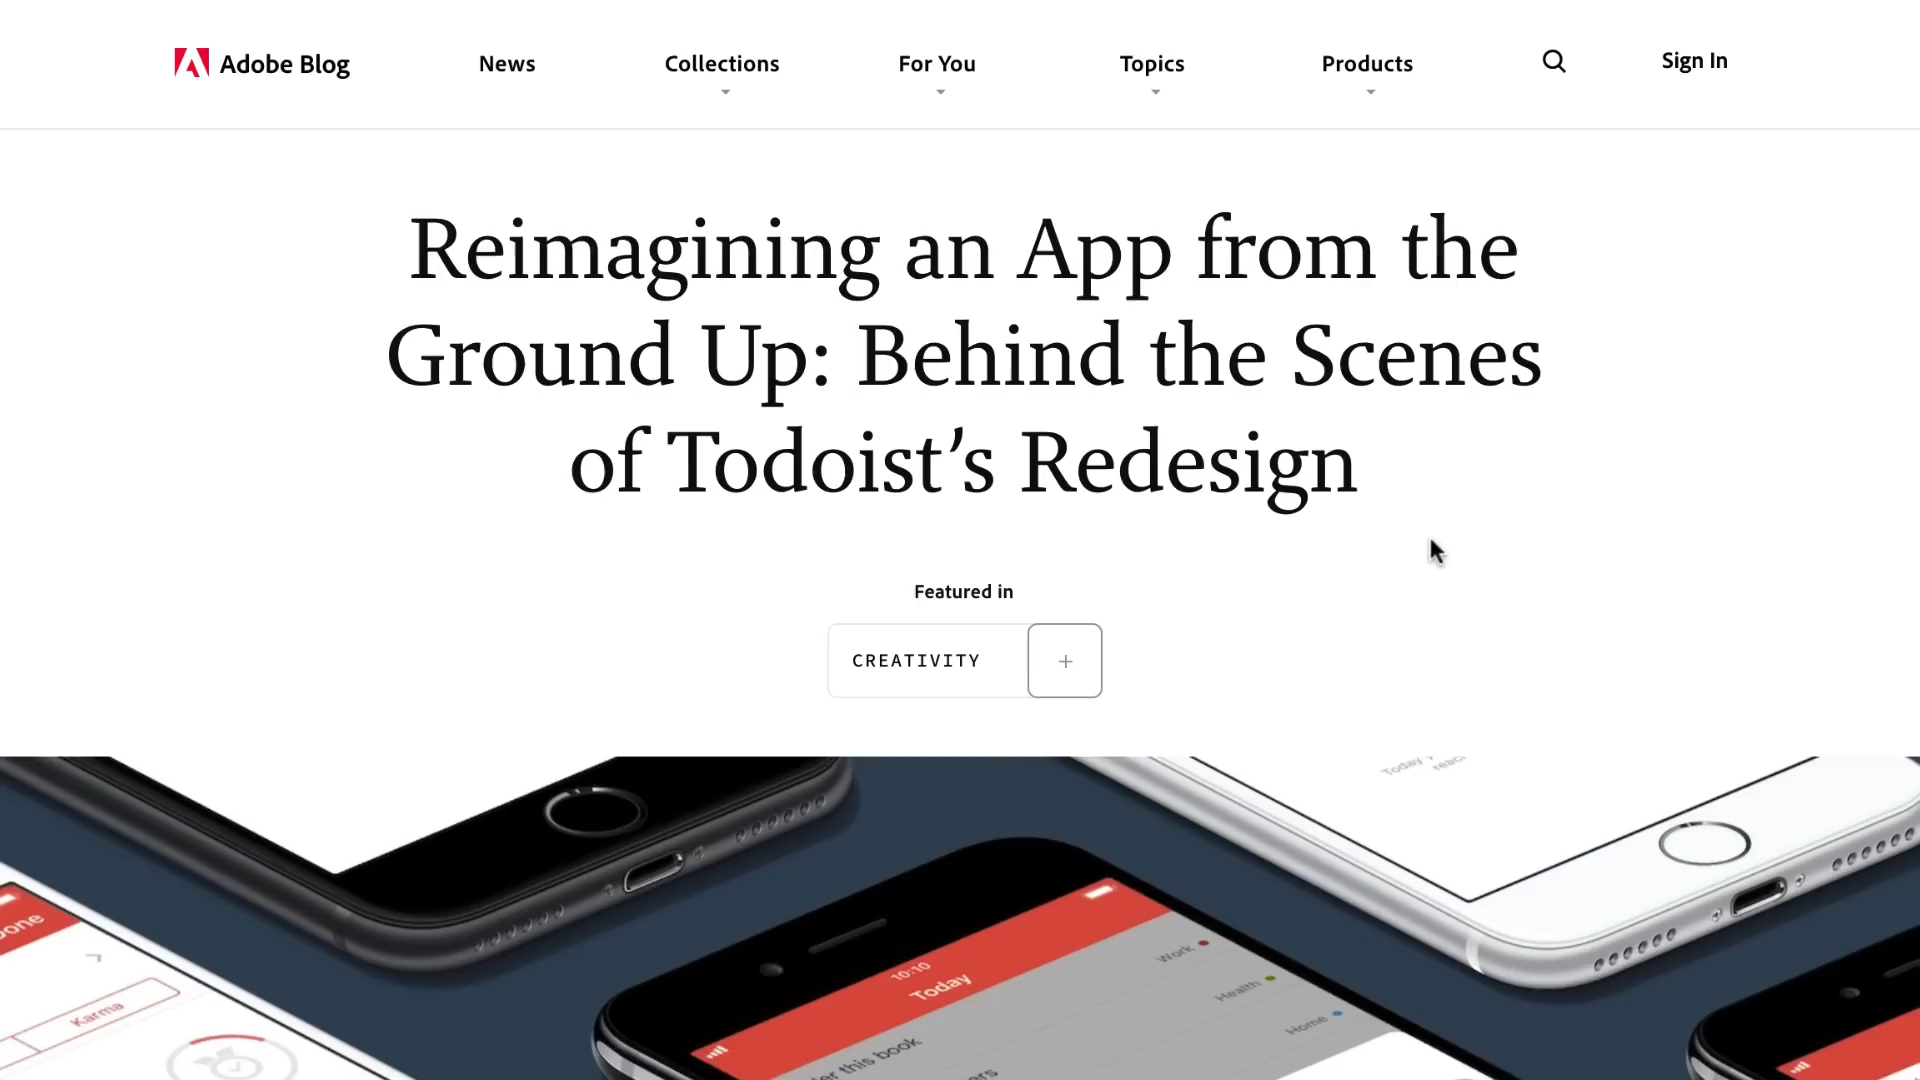 Adobe Blog
News
Collections
For You
Topics
Products
Sign In
Reimagining an App from the
Ground Up: Behind the Scenes
of Todoist’s Redesign
Featured in
CREATIVITY
+
Today
Karma
10:10
Today
Work
Health
Home
this book